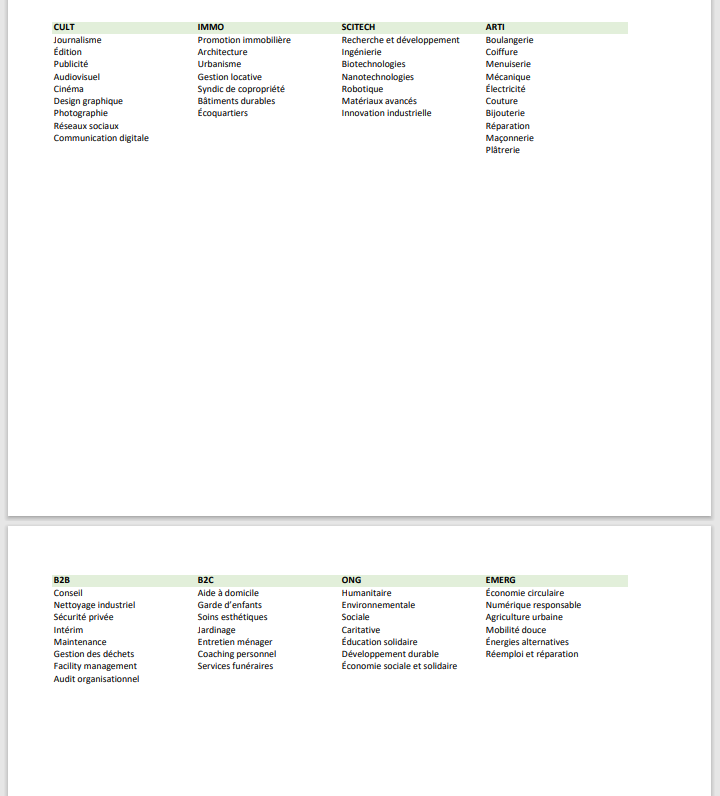 CULT IMMO SCITECH ARTI
Journalisme Promotion immobilière Recherche et développement Boulangerie
Édition Architecture Ingénierie Coiffure
Publicité Urbanisme Biotechnologies Menuiserie
Audiovisuel Gestion locative Nanotechnologies Mécanique
Cinéma Syndic de copropriété Robotique Électricité
Design graphique Bâtiments durables Matériaux avancés Couture
Photographie Écoquartiers Innovation industrielle Bijouterie
Réseaux sociaux Réparation
Communication digitale Maçonnerie
Plâtrerie
B2B B2C ONG EMERG
Conseil Aide à domicile Humanitaire Économie circulaire
Nettoyage industriel Garde d’enfants Environnementale Numérique responsable
Sécurité privée Soins esthétiques Sociale Agriculture urbaine
Intérim Jardinage Caritative Mobilité douce
Maintenance Entretien ménager Éducation solidaire Énergies alternatives
Gestion des déchets Coaching personnel Développement durable Réemploi et réparation
Facility management Services funéraires Économie sociale et solidaire
Audit organisationnel